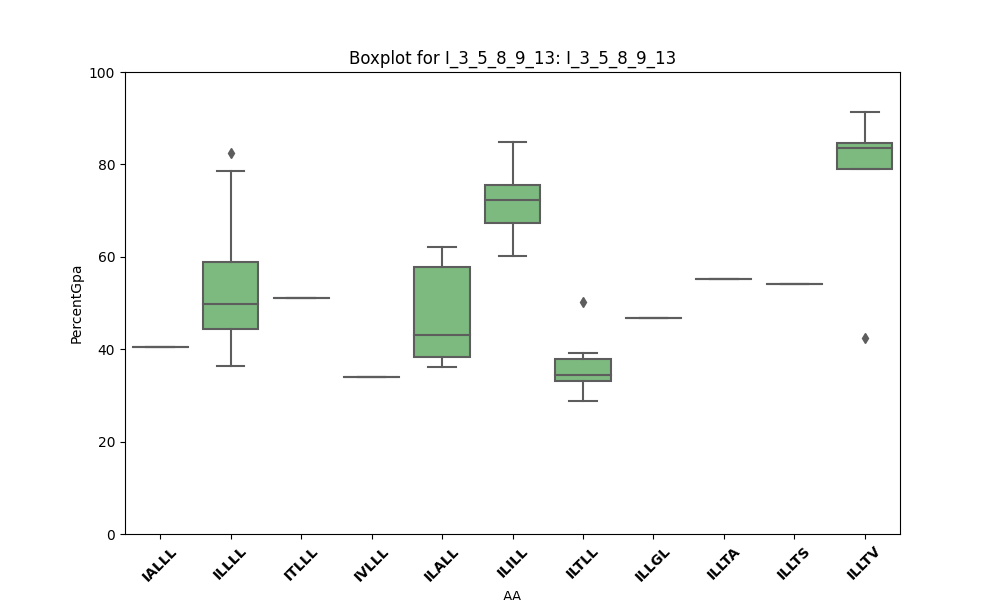 Boxplot for I_3_5_8_9_13: I_3_5_8_9_13
100
80
60
40
20
0
PercentGpa
IALLL
ILLLL
ITLLL
IVLLL
ILALL
ILILL
ILTLL
ILLGL
ILLTA
ILLTS
ILLTV
AA